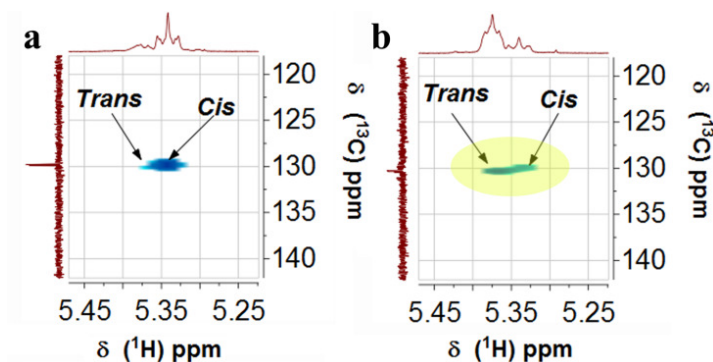 a
Trans
Cis
120
125
130
135
140
δ (¹³C) ppm
5.45 5.35 5.25
δ (¹H) ppm
b
Trans
Cis
120
125
130
135
140
δ (¹³C) ppm
5.45 5.35 5.25
δ (¹H) ppm